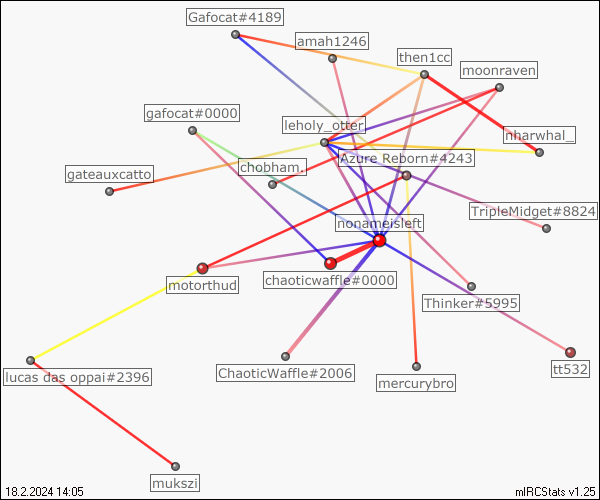 Gafocat#4189
amah1246
then1cc
moonraven
gafocat#0000
leholy_otter
nharwhal_
Azure Reborn#4243
chobham.
gateauxcatto
TripleMidget#8824
nonameisleft
motorthud
chaoticwaffle#0000
Thinker#5995
lucas das oppai#2396
ChaoticWaffle#2006
mercurybro
tt532
mukszi
18.2.2024 14:05
mIRCStats v1.25